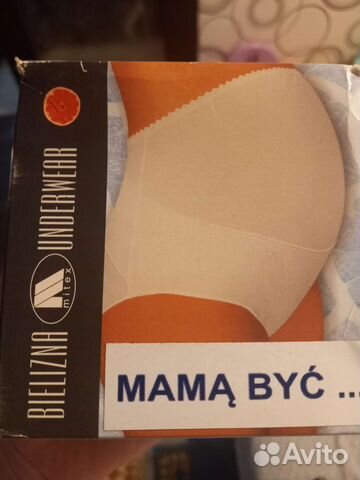 BIELIZNA mitex UNDERWEAR
MAMĄ BYĆ ...
Avito